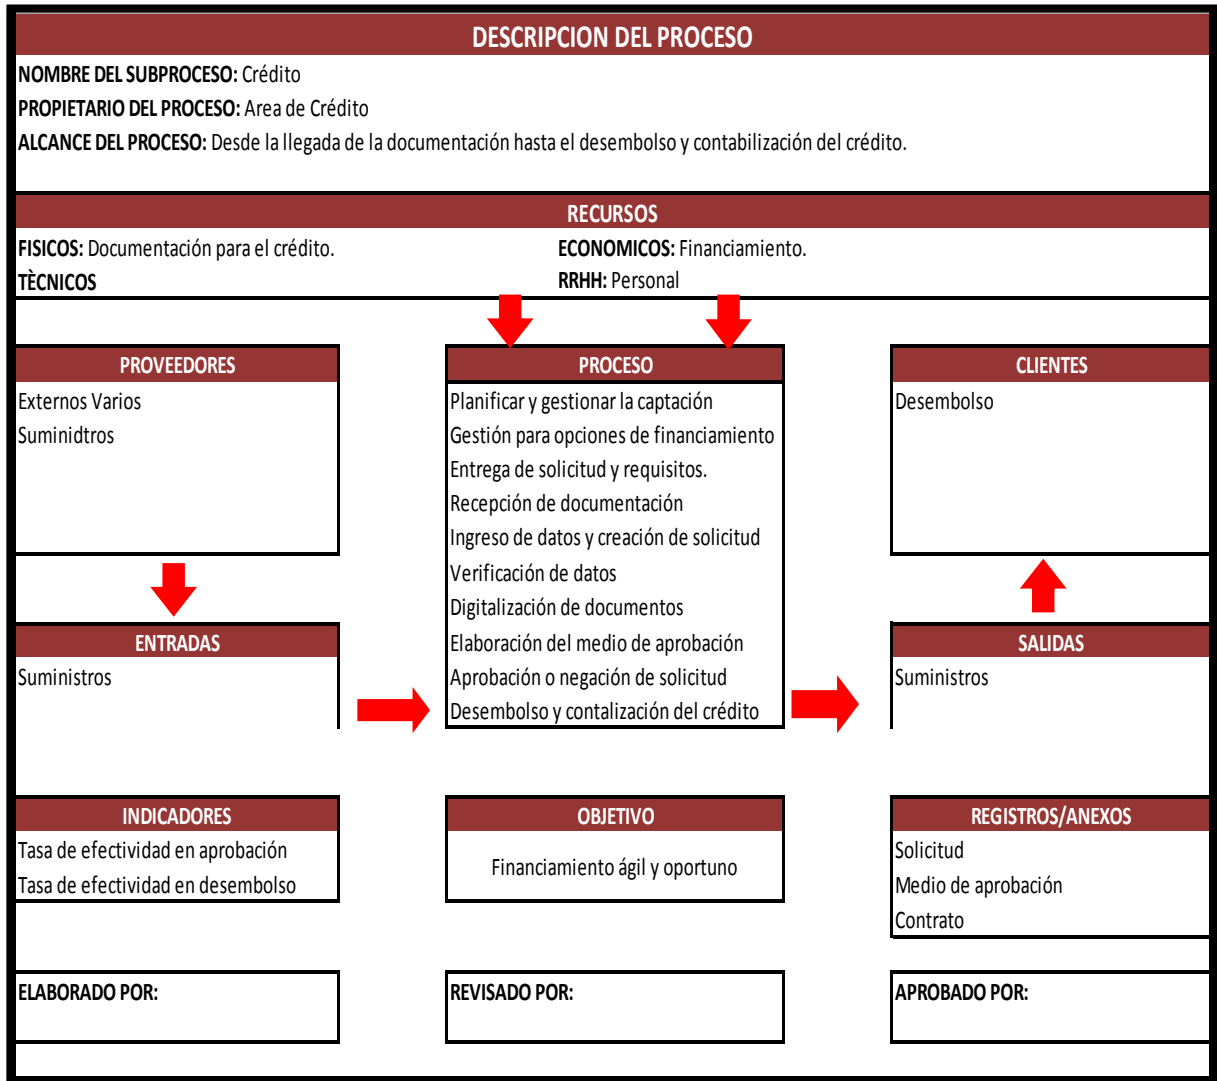 DESCRIPCION DEL PROCESO
NOMBRE DEL SUBPROCESO: Crédito
PROPIETARIO DEL PROCESO: Area de Crédito
ALCANCE DEL PROCESO: Desde la llegada de la documentación hasta el desembolso y contabilización del crédito.
RECURSOS
FISICOS: Documentación para el crédito.
ECONOMICOS: Financiamiento.
TÈCNICOS
RRHH: Personal
PROVEEDORES
Externos Varios
Suminidtros
PROCESO
Planificar y gestionar la captación
Gestión para opciones de financiamiento
Entrega de solicitud y requisitos.
Recepción de documentación
Ingreso de datos y creación de solicitud
Verificación de datos
Digitalización de documentos
Elaboración del medio de aprobación
Aprobación o negación de solicitud
Desembolso y contalización del crédito
CLIENTES
Desembolso
ENTRADAS
Suministros
SALIDAS
Suministros
INDICADORES
Tasa de efectividad en aprobación
Tasa de efectividad en desembolso
OBJETIVO
Financiamiento ágil y oportuno
REGISTROS/ANEXOS
Solicitud
Medio de aprobación
Contrato
ELABORADO POR:
REVISADO POR:
APROBADO POR: